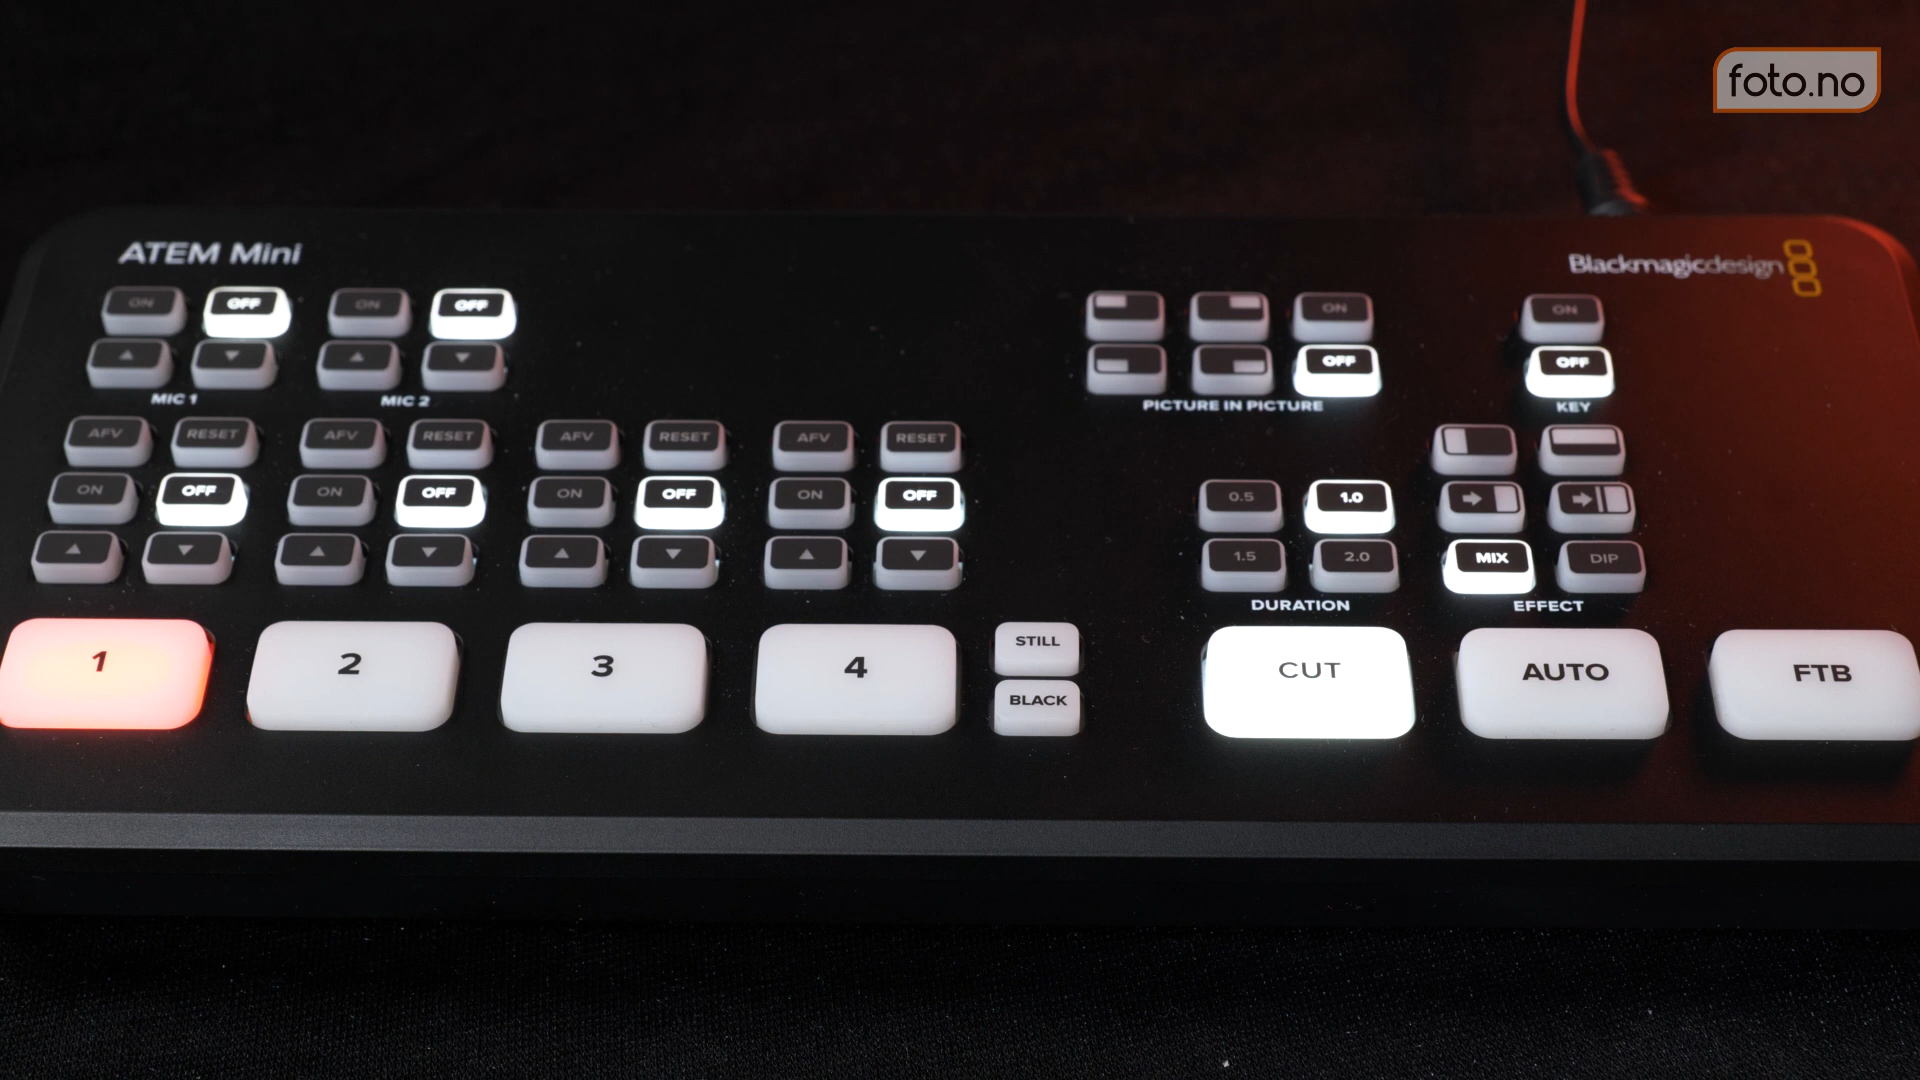 foto.no
ATEM Mini
Blackmagicdesign
ON OFF ON OFF
ON
ON
OFF
OFF
MIC 1 MIC 2
PICTURE IN PICTURE
KEY
AFV RESET AFV RESET AFV RESET AFV RESET
ON OFF ON OFF ON OFF ON OFF
0.5 1.0
1.5 2.0
MIX DIP
DURATION
EFFECT
1 2 3 4
STILL
BLACK
CUT AUTO FTB